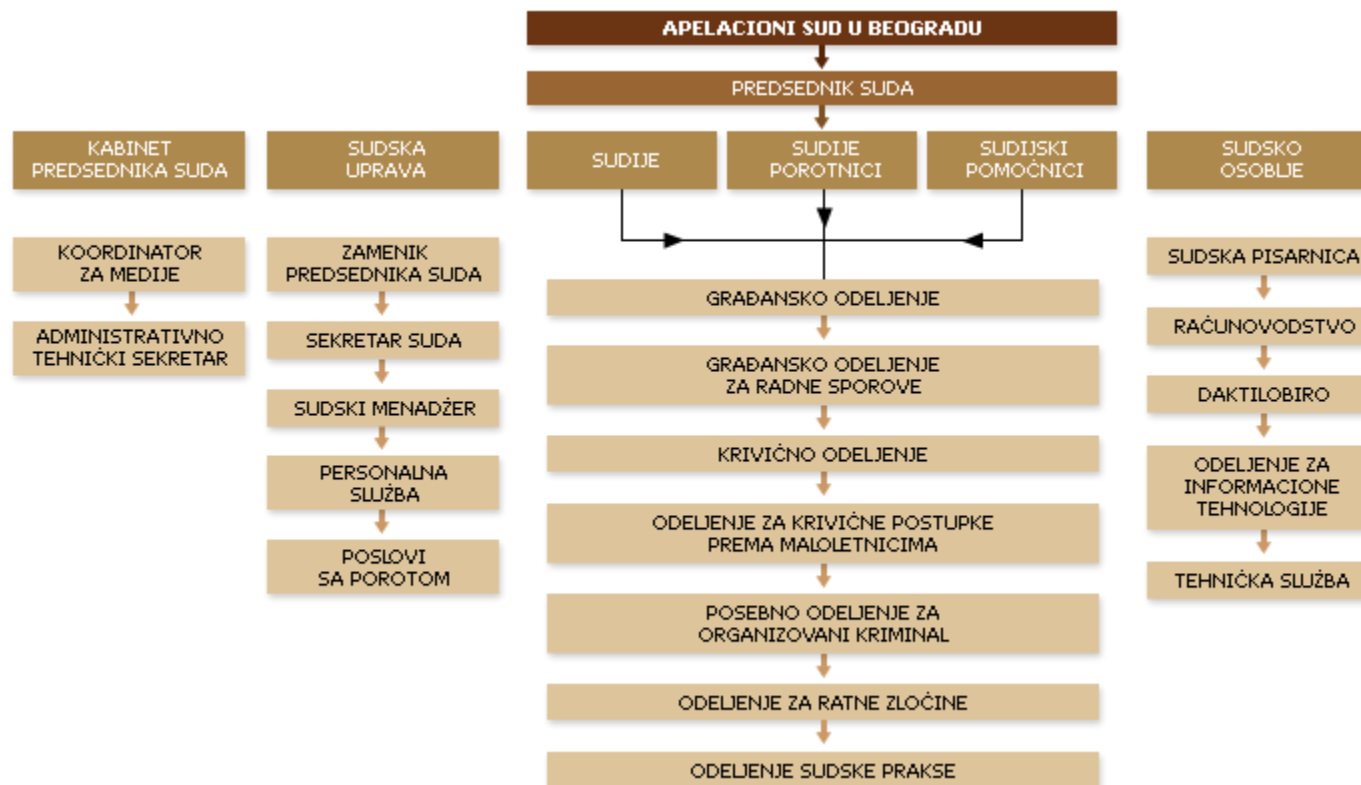 APELACIONI SUD U BEOGRADU
PREDSEDNIK SUDA
KABINET
PREDSEDNIKA SUDA
SUDSKA
UPRAVA
SUDIJE
SUDIJE
POROTNICI
SUDIJSKI
POMOĆNICI
SUDSKO
OSOBLJE
KOORDINATOR
ZA MEDIJE
ADMINISTRATIVNO
TEHNIČKI SEKRETAR
ZAMENIK
PREDSEDNIKA SUDA
SEKRETAR SUDA
SUDSKI MENADŽER
PERSONALNA
SLUŽBA
POSLOVI
SA POROTOM
GRAĐANSKO ODELJENJE
GRAĐANSKO ODELJENJE
ZA RADNE SPOROVE
KRIVIČNO ODELJENJE
ODELJENJE ZA KRIVIČNE POSTUPKE
PREMA MALOLETNICIMA
POSEBNO ODELJENJE ZA
ORGANIZOVANI KRIMINAL
ODELJENJE ZA RATNE ZLOČINE
ODELJENJE SUDSKE PRAKSE
SUDSKA PISARNICA
RAČUNOVODSTVO
DAKTILOBIRO
ODELJENJE ZA
INFORMACIONE
TEHNOLOGIJE
TEHNIČKA SLUŽBA